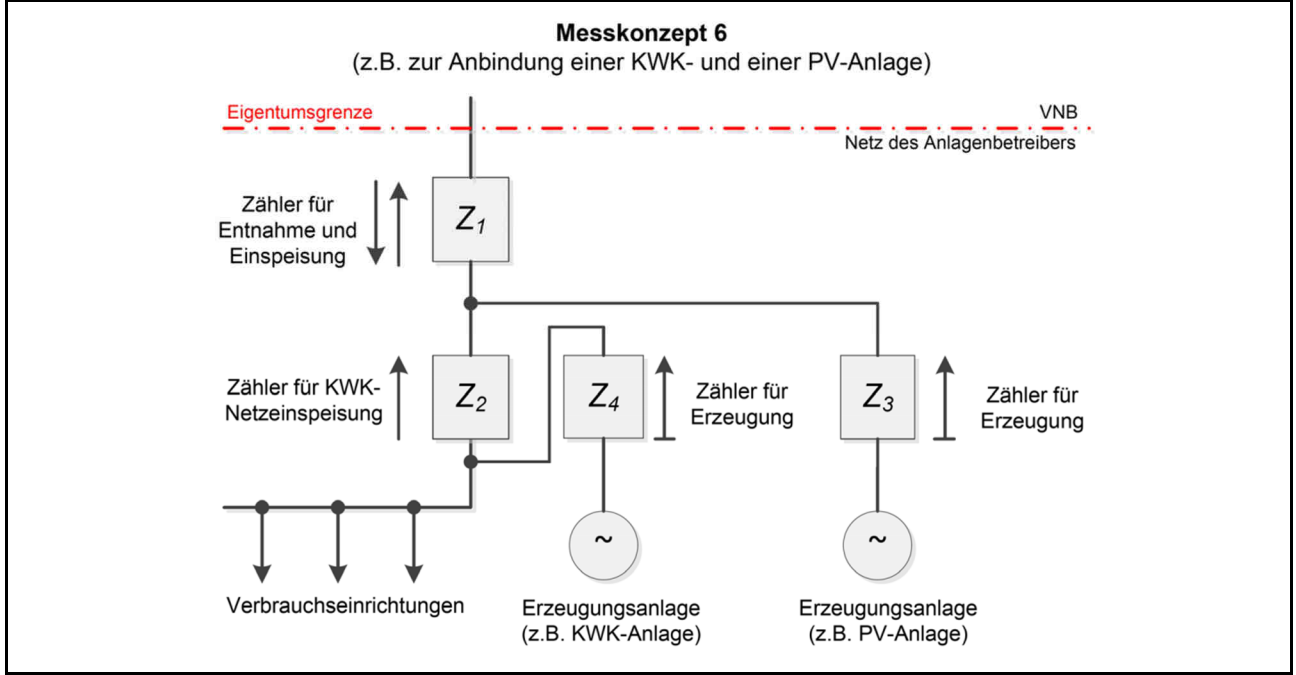 Messkonzept 6
(z.B. zur Anbindung einer KWK- und einer PV-Anlage)
Eigentumsgrenze
VNB
Netz des Anlagenbetreibers
Zähler für
Entnahme und
Einspeisung
Z1
Zähler für KWK-
Netzeinspeisung
Z2
Z4
Zähler für
Erzeugung
Z3
Zähler für
Erzeugung
~
~
Verbrauchseinrichtungen
Erzeugungsanlage
(z.B. KWK-Anlage)
Erzeugungsanlage
(z.B. PV-Anlage)